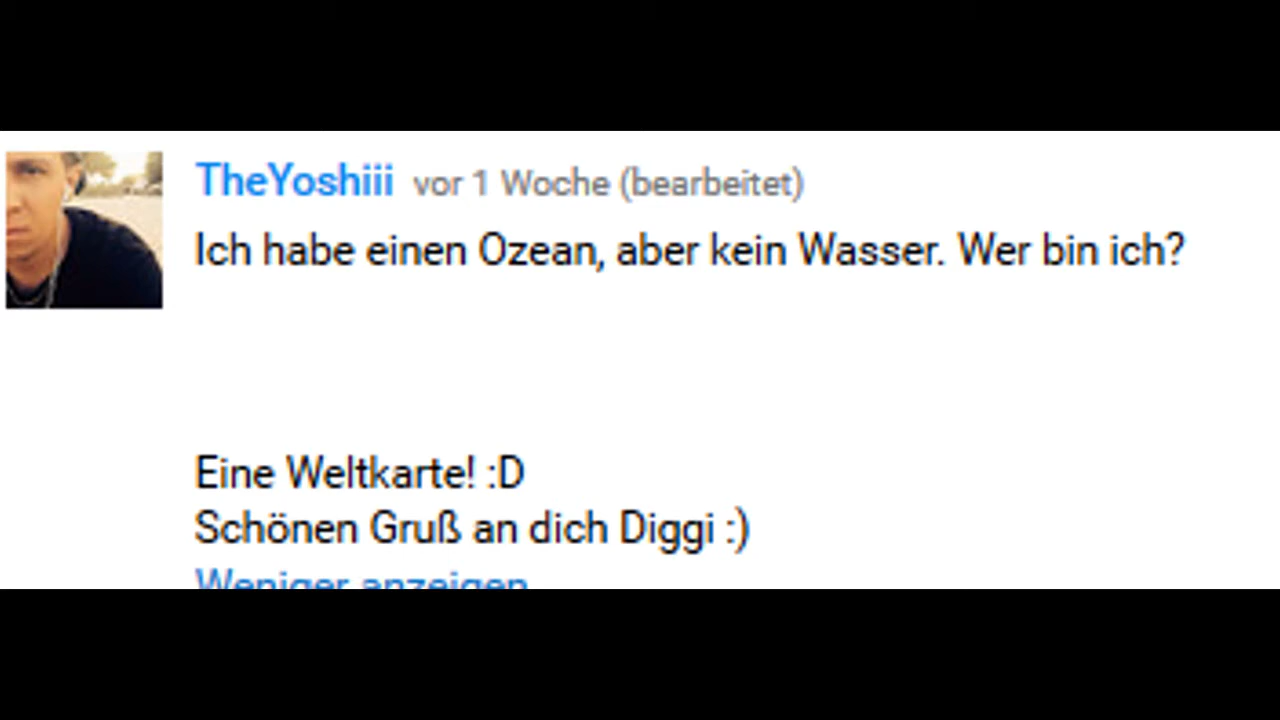 TheYoshiii vor 1 Woche (bearbeitet)
Ich habe einen Ozean, aber kein Wasser. Wer bin ich?
Eine Weltkarte! :D
Schönen Gruß an dich Diggi :)
Weniger anzeigen